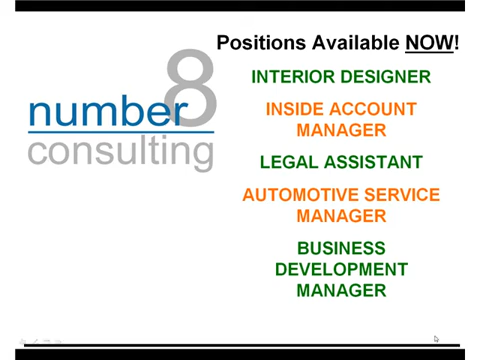 Positions Available NOW!
number 8
consulting
INTERIOR DESIGNER
INSIDE ACCOUNT
MANAGER
LEGAL ASSISTANT
AUTOMOTIVE SERVICE
MANAGER
BUSINESS
DEVELOPMENT
MANAGER